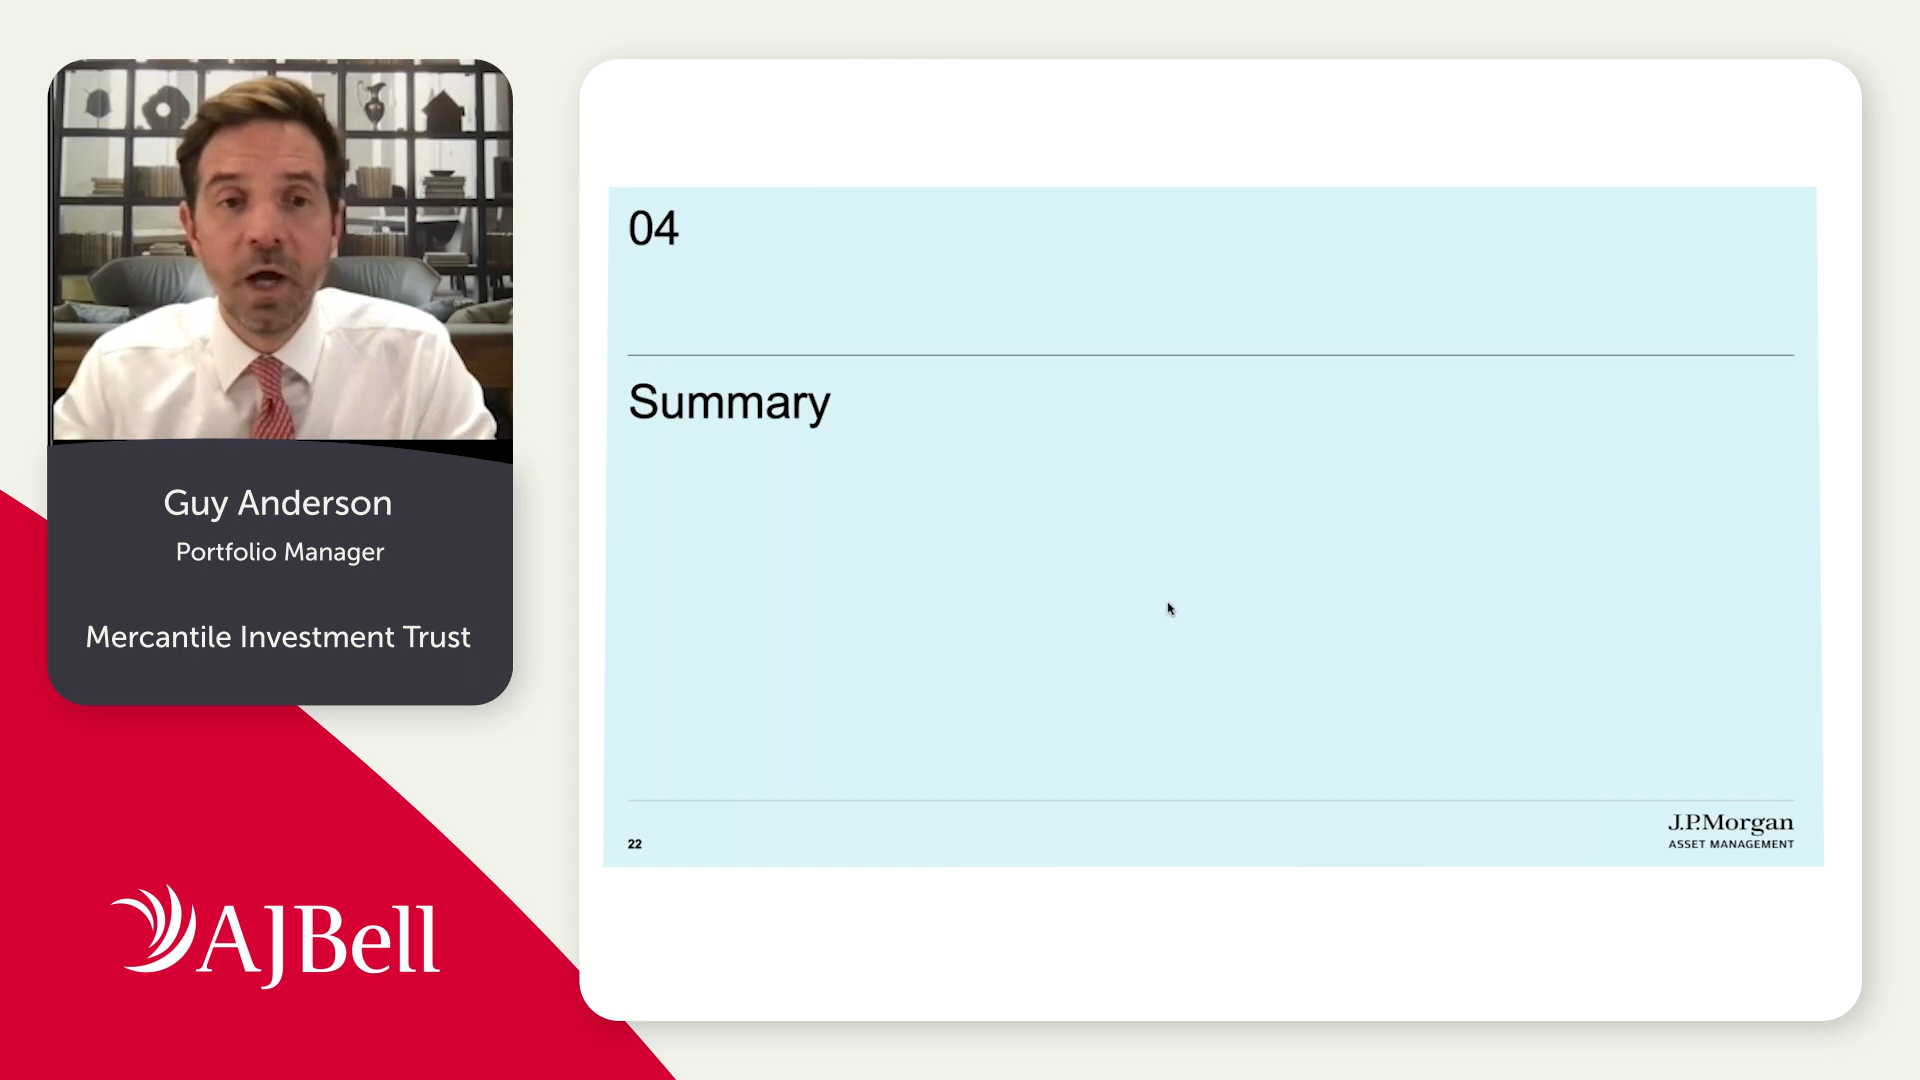 Guy Anderson
Portfolio Manager
Mercantile Investment Trust
AJBell
04
Summary
22
J.P.Morgan
ASSET MANAGEMENT